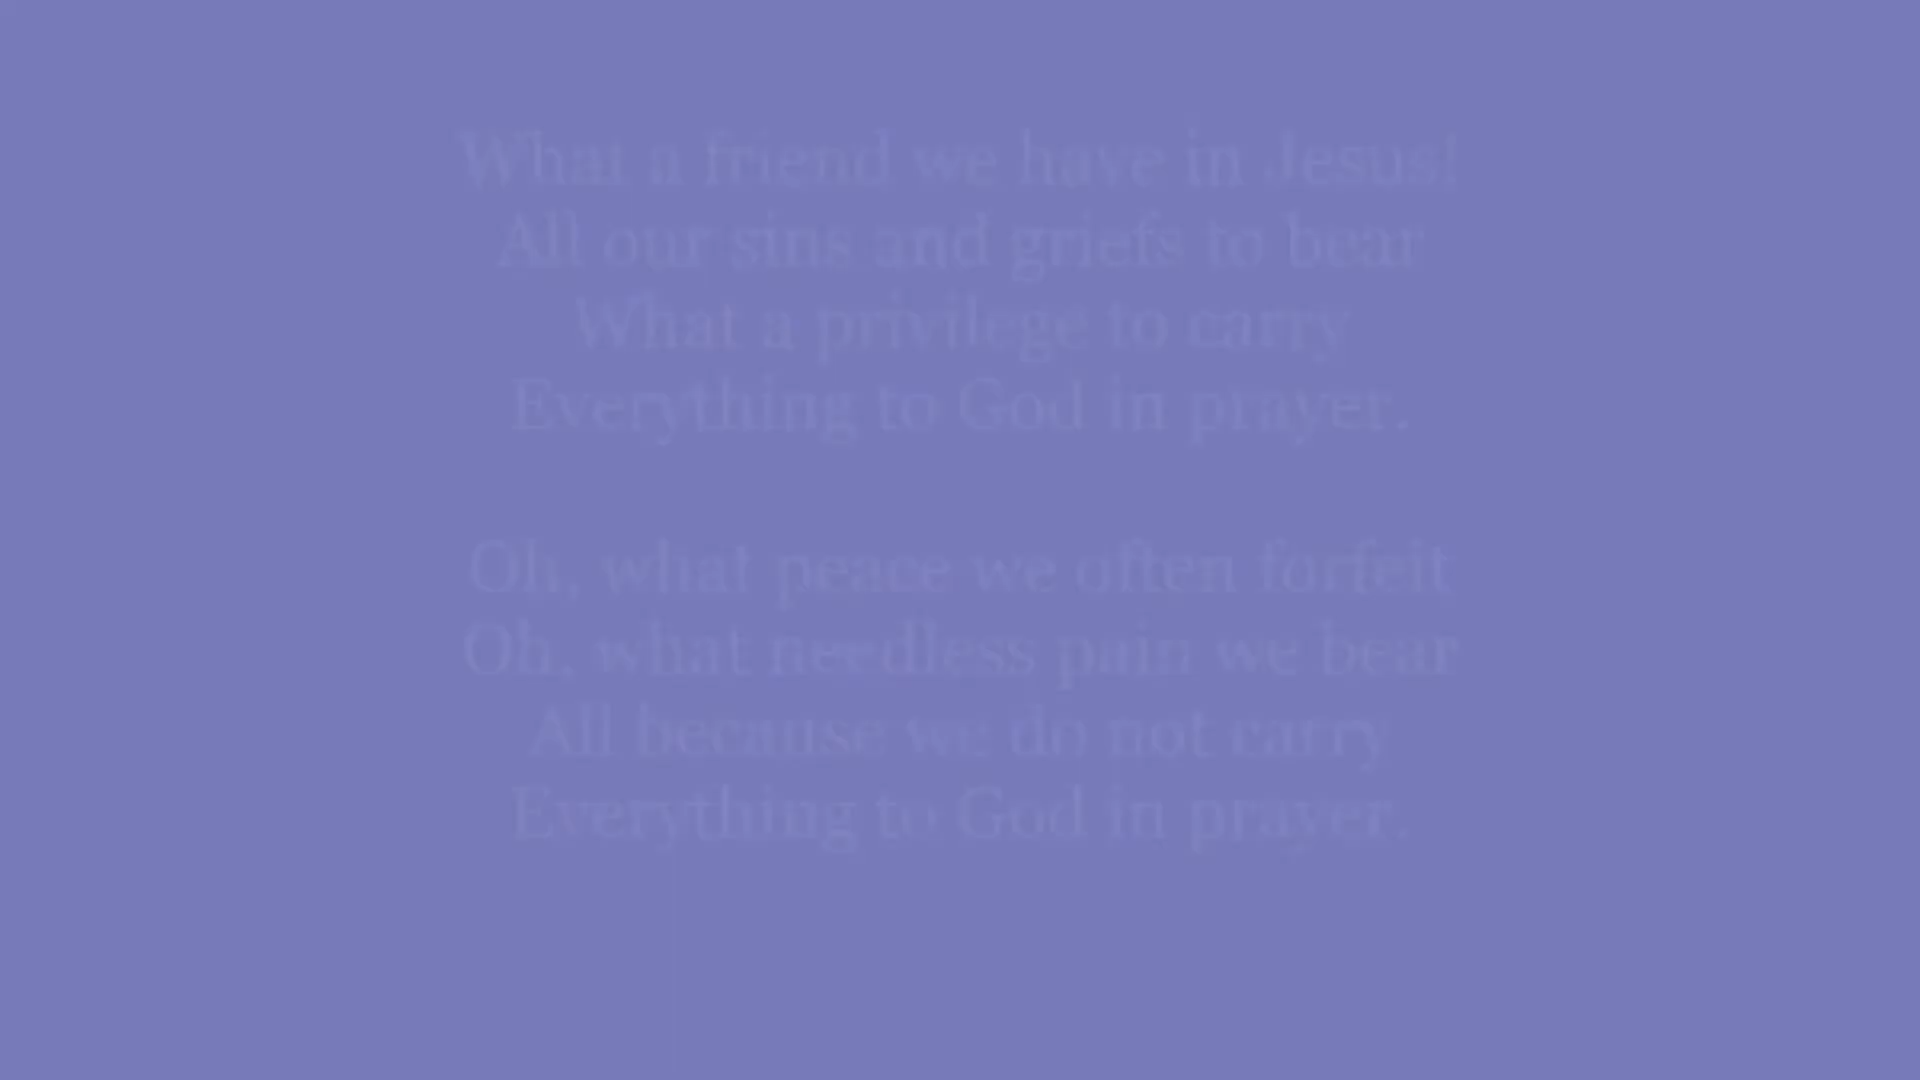 What a friend we have in Jesus!
All our sins and griefs to bear
What a privilege to carry
Everything to God in prayer.
Oh, what peace we often forfeit
Oh, what needless pain we bear
All because we do not carry
Everything to God in prayer.